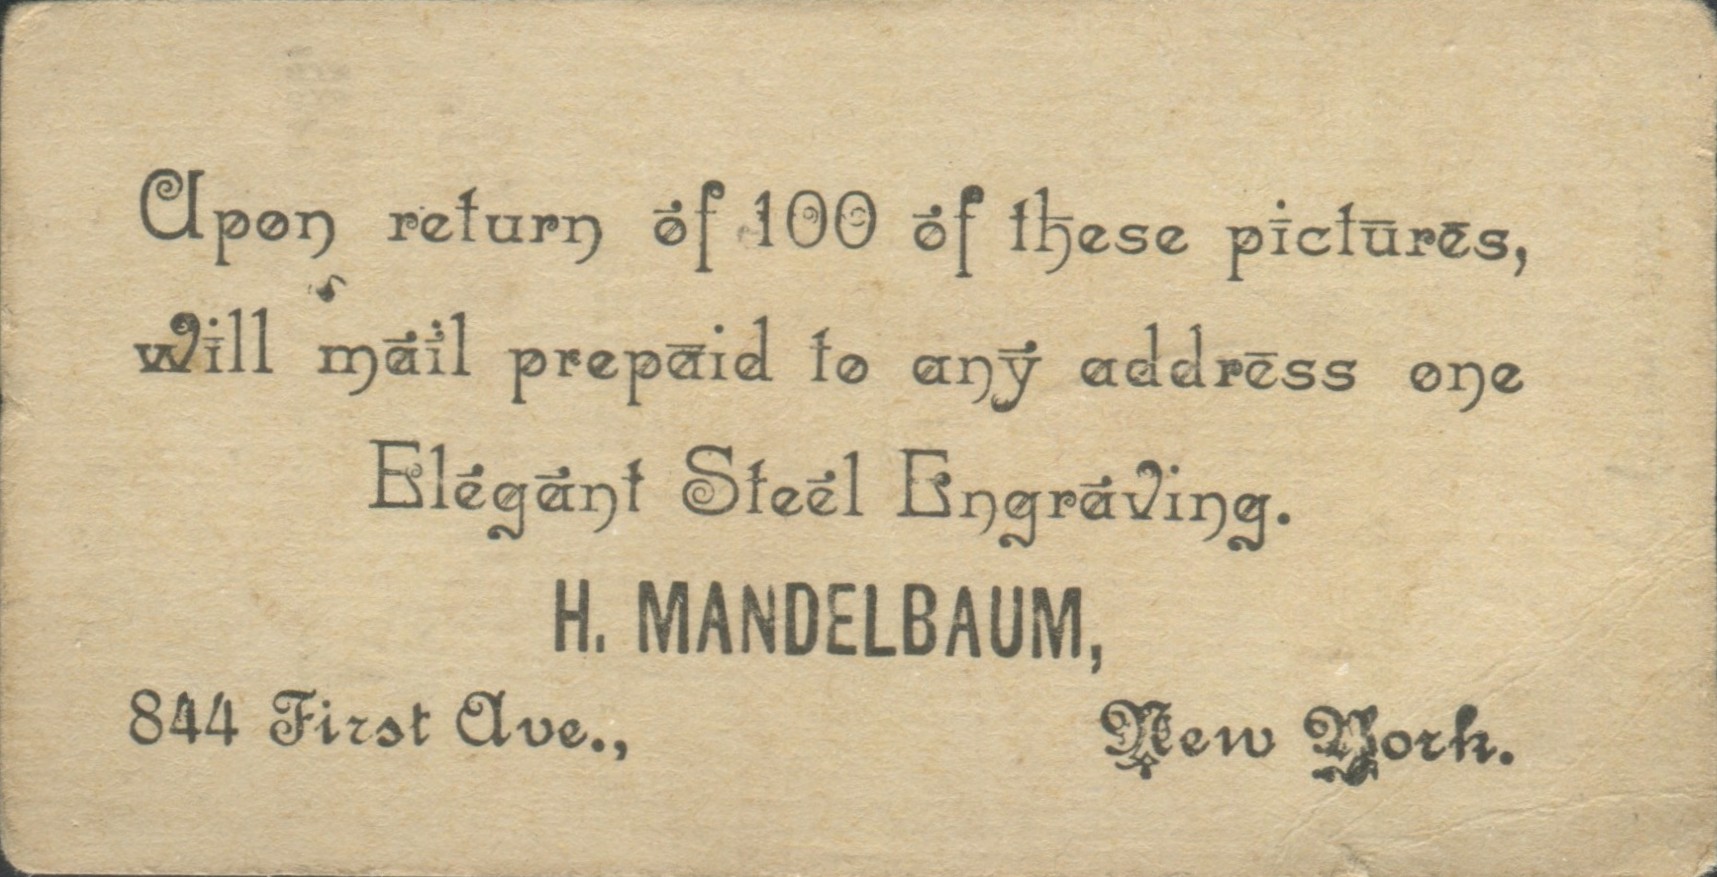 Upon return of 100 of these pictures,
will mail prepaid to any address one
Elegant Steel Engraving.
H. MANDELBAUM,
844 First Ave., New York.